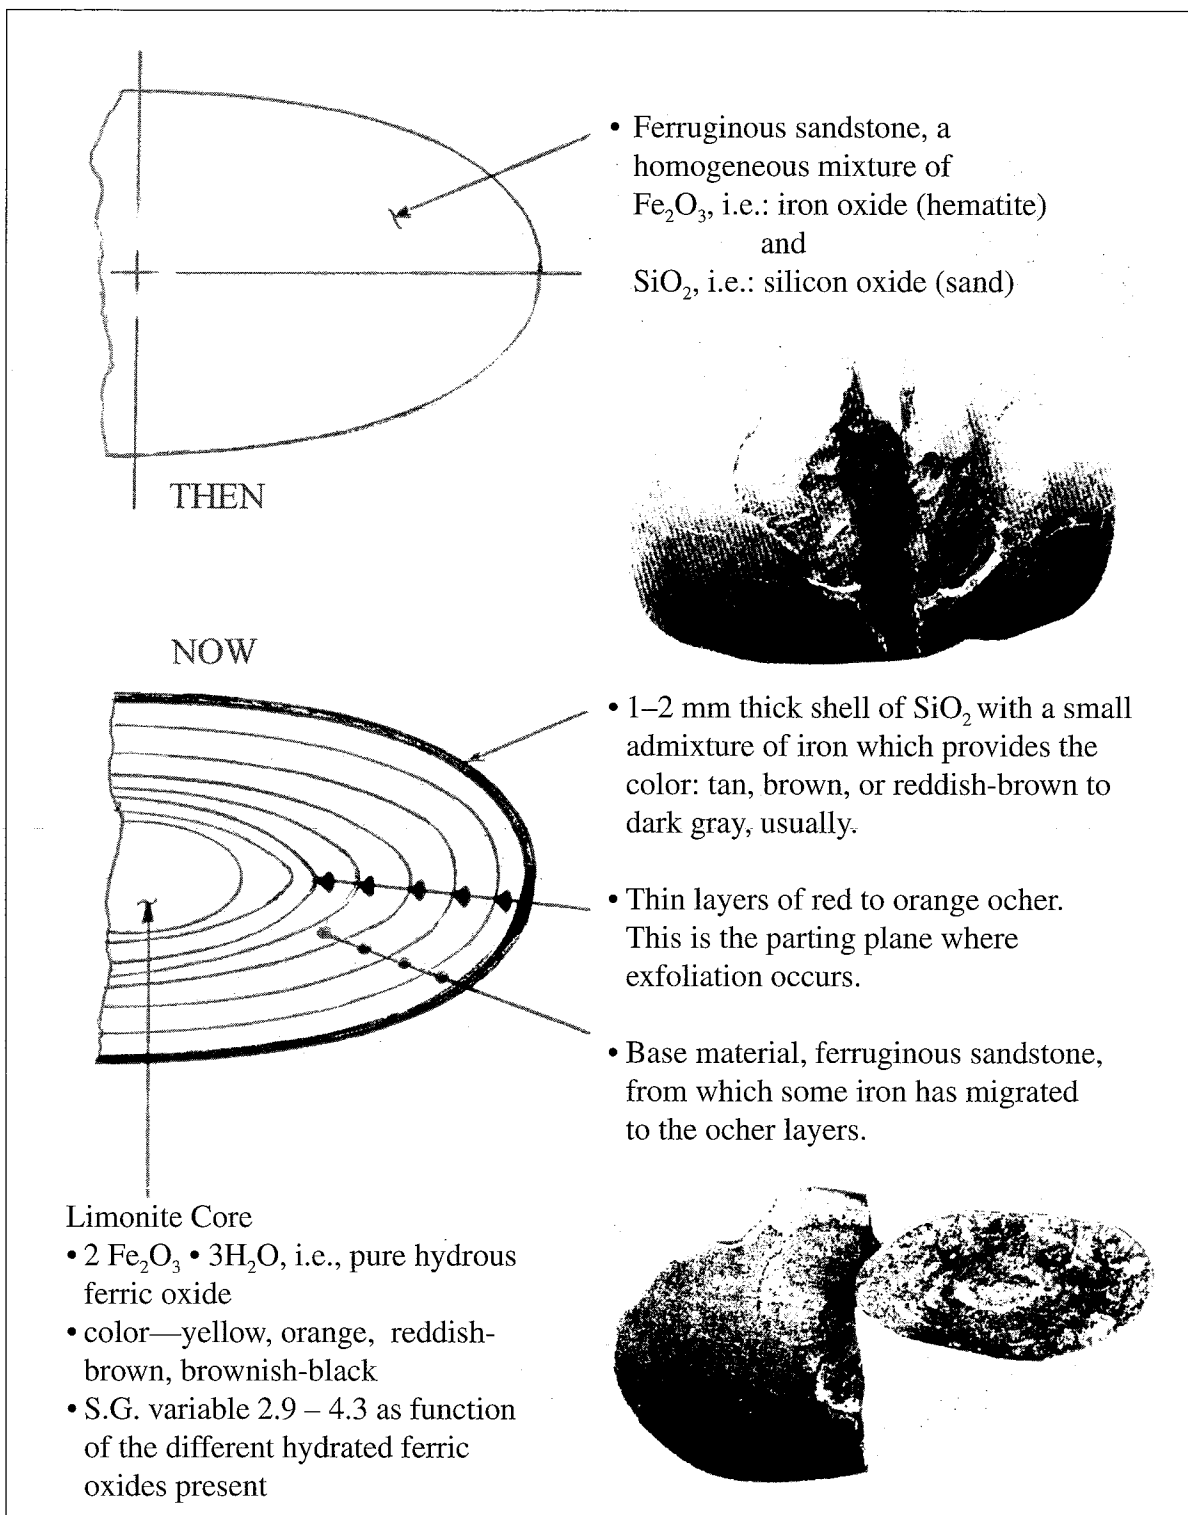 • Ferruginous sandstone, a
homogeneous mixture of
Fe₂O₃, i.e.: iron oxide (hematite)
and
SiO₂, i.e.: silicon oxide (sand)
THEN
NOW
• 1–2 mm thick shell of SiO₂ with a small
admixture of iron which provides the
color: tan, brown, or reddish-brown to
dark gray, usually.
• Thin layers of red to orange ocher.
This is the parting plane where
exfoliation occurs.
• Base material, ferruginous sandstone,
from which some iron has migrated
to the ocher layers.
Limonite Core
• 2 Fe₂O₃ • 3H₂O, i.e., pure hydrous
ferric oxide
• color—yellow, orange, reddish-
brown, brownish-black
• S.G. variable 2.9 – 4.3 as function
of the different hydrated ferric
oxides present